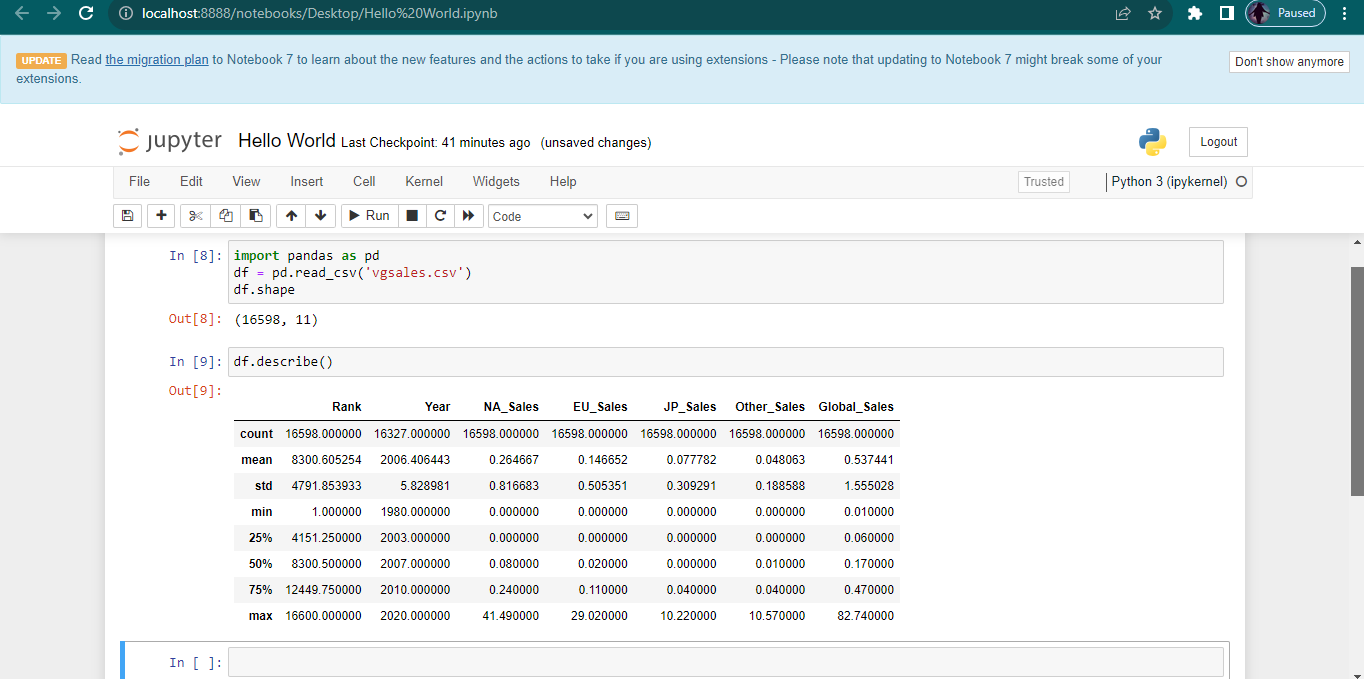 localhost:8888/notebooks/Desktop/Hello%20World.ipynb
Paused
UPDATE Read the migration plan to Notebook 7 to learn about the new features and the actions to take if you are using extensions - Please note that updating to Notebook 7 might break some of your
extensions.
Don't show anymore
jupyter Hello World Last Checkpoint: 41 minutes ago (unsaved changes)
Logout
File Edit View Insert Cell Kernel Widgets Help
Trusted
Python 3 (ipykernel)
Run
Code
In [8]: import pandas as pd
df = pd.read_csv('vgsales.csv')
df.shape
Out[8]: (16598, 11)
In [9]: df.describe()
Out[9]:
Rank Year NA_Sales EU_Sales JP_Sales Other_Sales Global_Sales
count 16598.000000 16327.000000 16598.000000 16598.000000 16598.000000 16598.000000 16598.000000
mean 8300.605254 2006.406443 0.264667 0.146652 0.077782 0.048063 0.537441
std 4791.853933 5.828981 0.816683 0.505351 0.309291 0.188588 1.555028
min 1.000000 1980.000000 0.000000 0.000000 0.000000 0.000000 0.010000
25% 4151.250000 2003.000000 0.000000 0.000000 0.000000 0.000000 0.060000
50% 8300.500000 2007.000000 0.080000 0.020000 0.000000 0.010000 0.170000
75% 12449.750000 2010.000000 0.240000 0.110000 0.040000 0.040000 0.470000
max 16600.000000 2020.000000 41.490000 29.020000 10.220000 10.570000 82.740000
In [ ]: